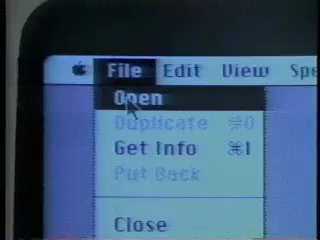 File Edit View Spe
Open
Duplicate ⌘D
Get Info ⌘I
Put Back
Close